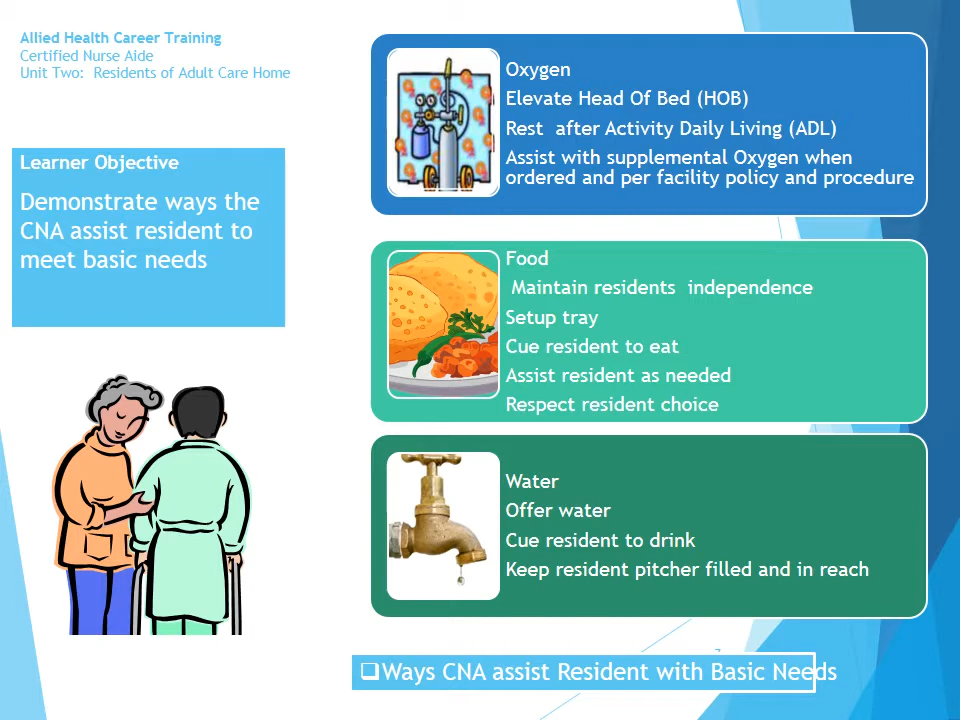 Allied Health Career Training
Certified Nurse Aide
Unit Two: Residents of Adult Care Home
Learner Objective
Demonstrate ways the
CNA assist resident to
meet basic needs
Oxygen
Elevate Head Of Bed (HOB)
Rest after Activity Daily Living (ADL)
Assist with supplemental Oxygen when
ordered and per facility policy and procedure
Food
Maintain residents independence
Setup tray
Cue resident to eat
Assist resident as needed
Respect resident choice
Water
Offer water
Cue resident to drink
Keep resident pitcher filled and in reach
❑Ways CNA assist Resident with Basic Needs